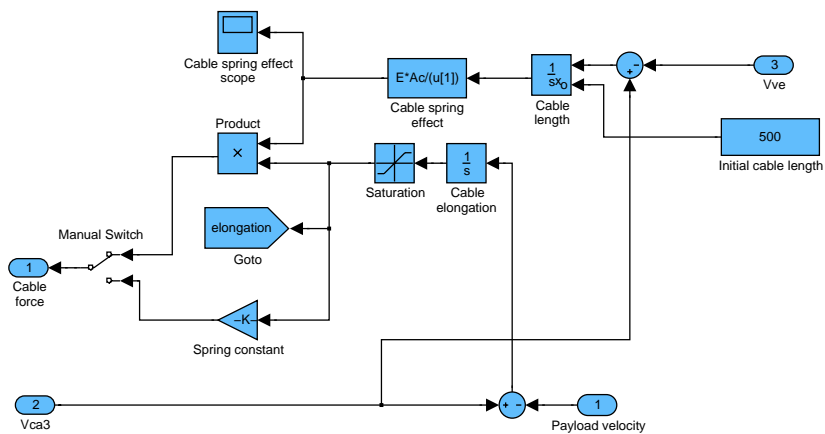 Cable spring effect
scope
E*Ac/(u[1])
Cable spring
effect
1
s
xo
Cable
length
+ −
3
Vve
500
Initial cable length
Product
×
Saturation
1
s
Cable
elongation
elongation
Goto
Manual Switch
1
Cable
force
−K−
Spring constant
2
Vca3
+ −
1
Payload velocity